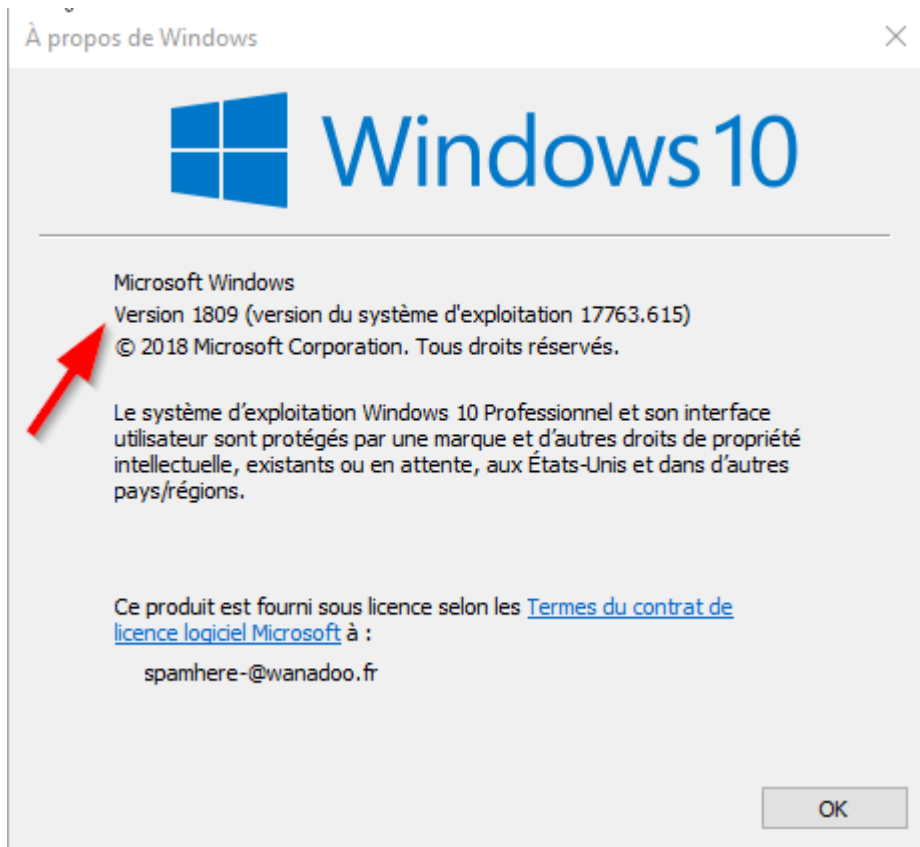 À propos de Windows
Windows 10
Microsoft Windows
Version 1809 (version du système d'exploitation 17763.615)
© 2018 Microsoft Corporation. Tous droits réservés.
Le système d’exploitation Windows 10 Professionnel et son interface
utilisateur sont protégés par une marque et d’autres droits de propriété
intellectuelle, existants ou en attente, aux États-Unis et dans d’autres
pays/régions.
Ce produit est fourni sous licence selon les Termes du contrat de
licence logiciel Microsoft à :
spamhere-@wanadoo.fr
OK